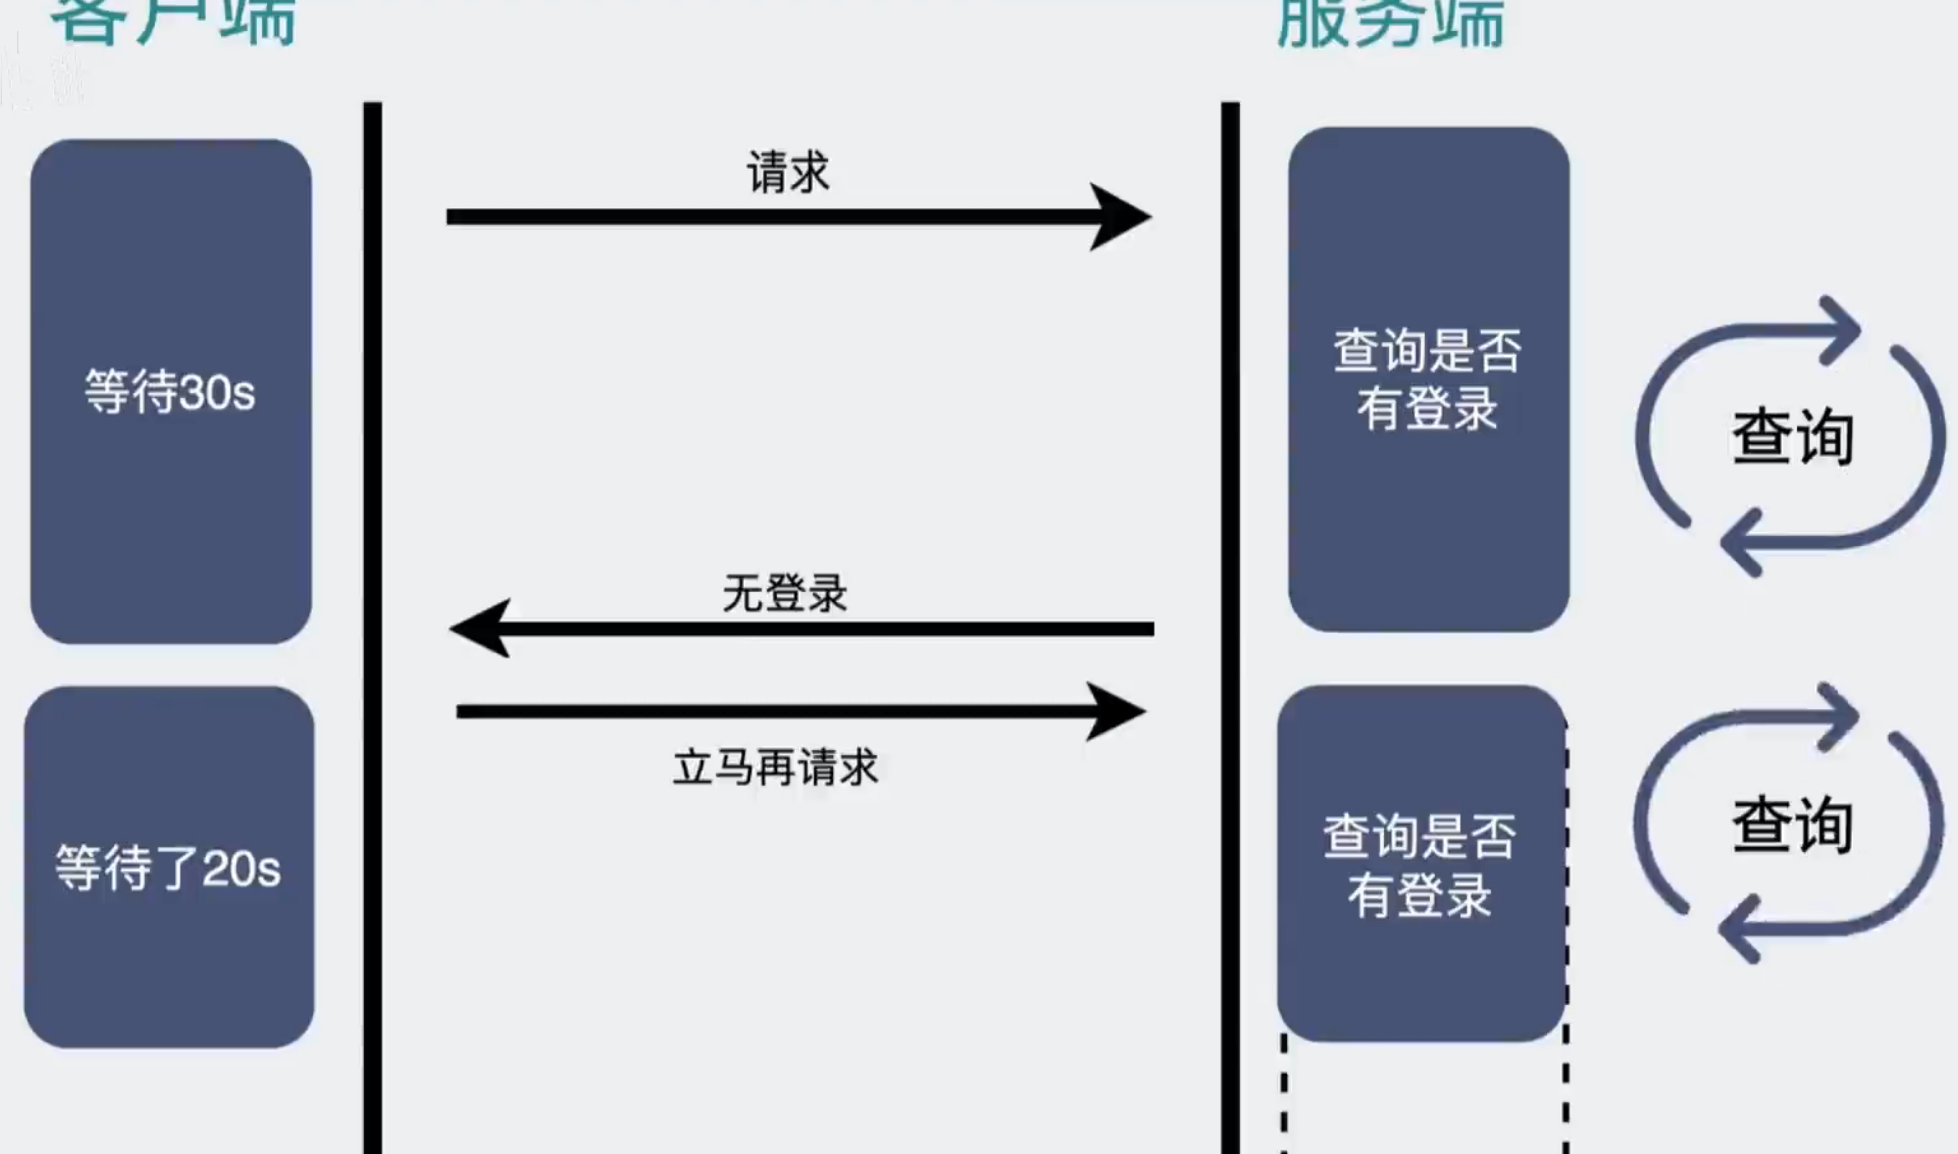 客户端
服务端
请求
等待30s
查询是否
有登录
查询
无登录
立马再请求
等待了20s
查询是否
有登录
查询